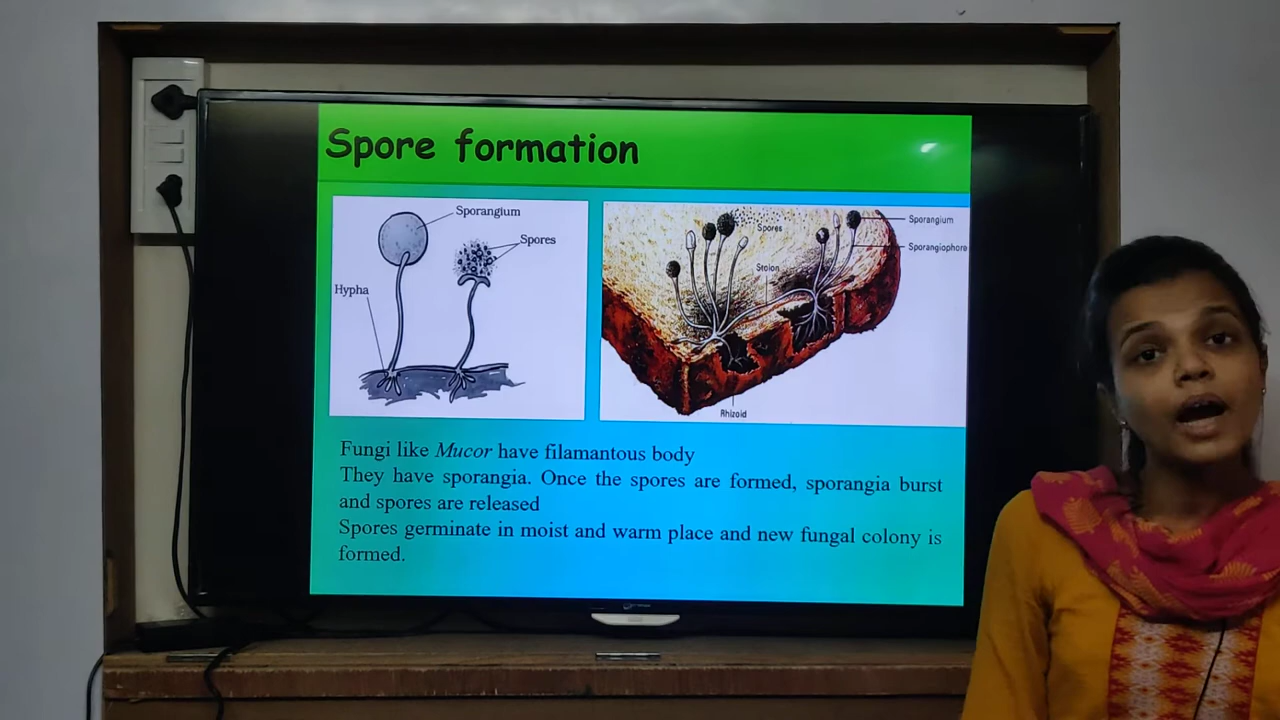 Spore formation
Sporangium
Spores
Hypha
Spores
Sporangium
Sporangiophore
Stolon
Rhizoid
Fungi like Mucor have filamantous body
They have sporangia. Once the spores are formed, sporangia burst
and spores are released
Spores germinate in moist and warm place and new fungal colony is
formed.